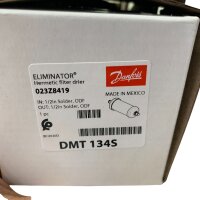 ELIMINATOR®
Hermetic filter drier
023Z8419
IN: 1/2in Solder, ODF
OUT: 1/2in Solder, ODF
1 pc
Danfoss
MADE IN MEXICO
DMT 134S